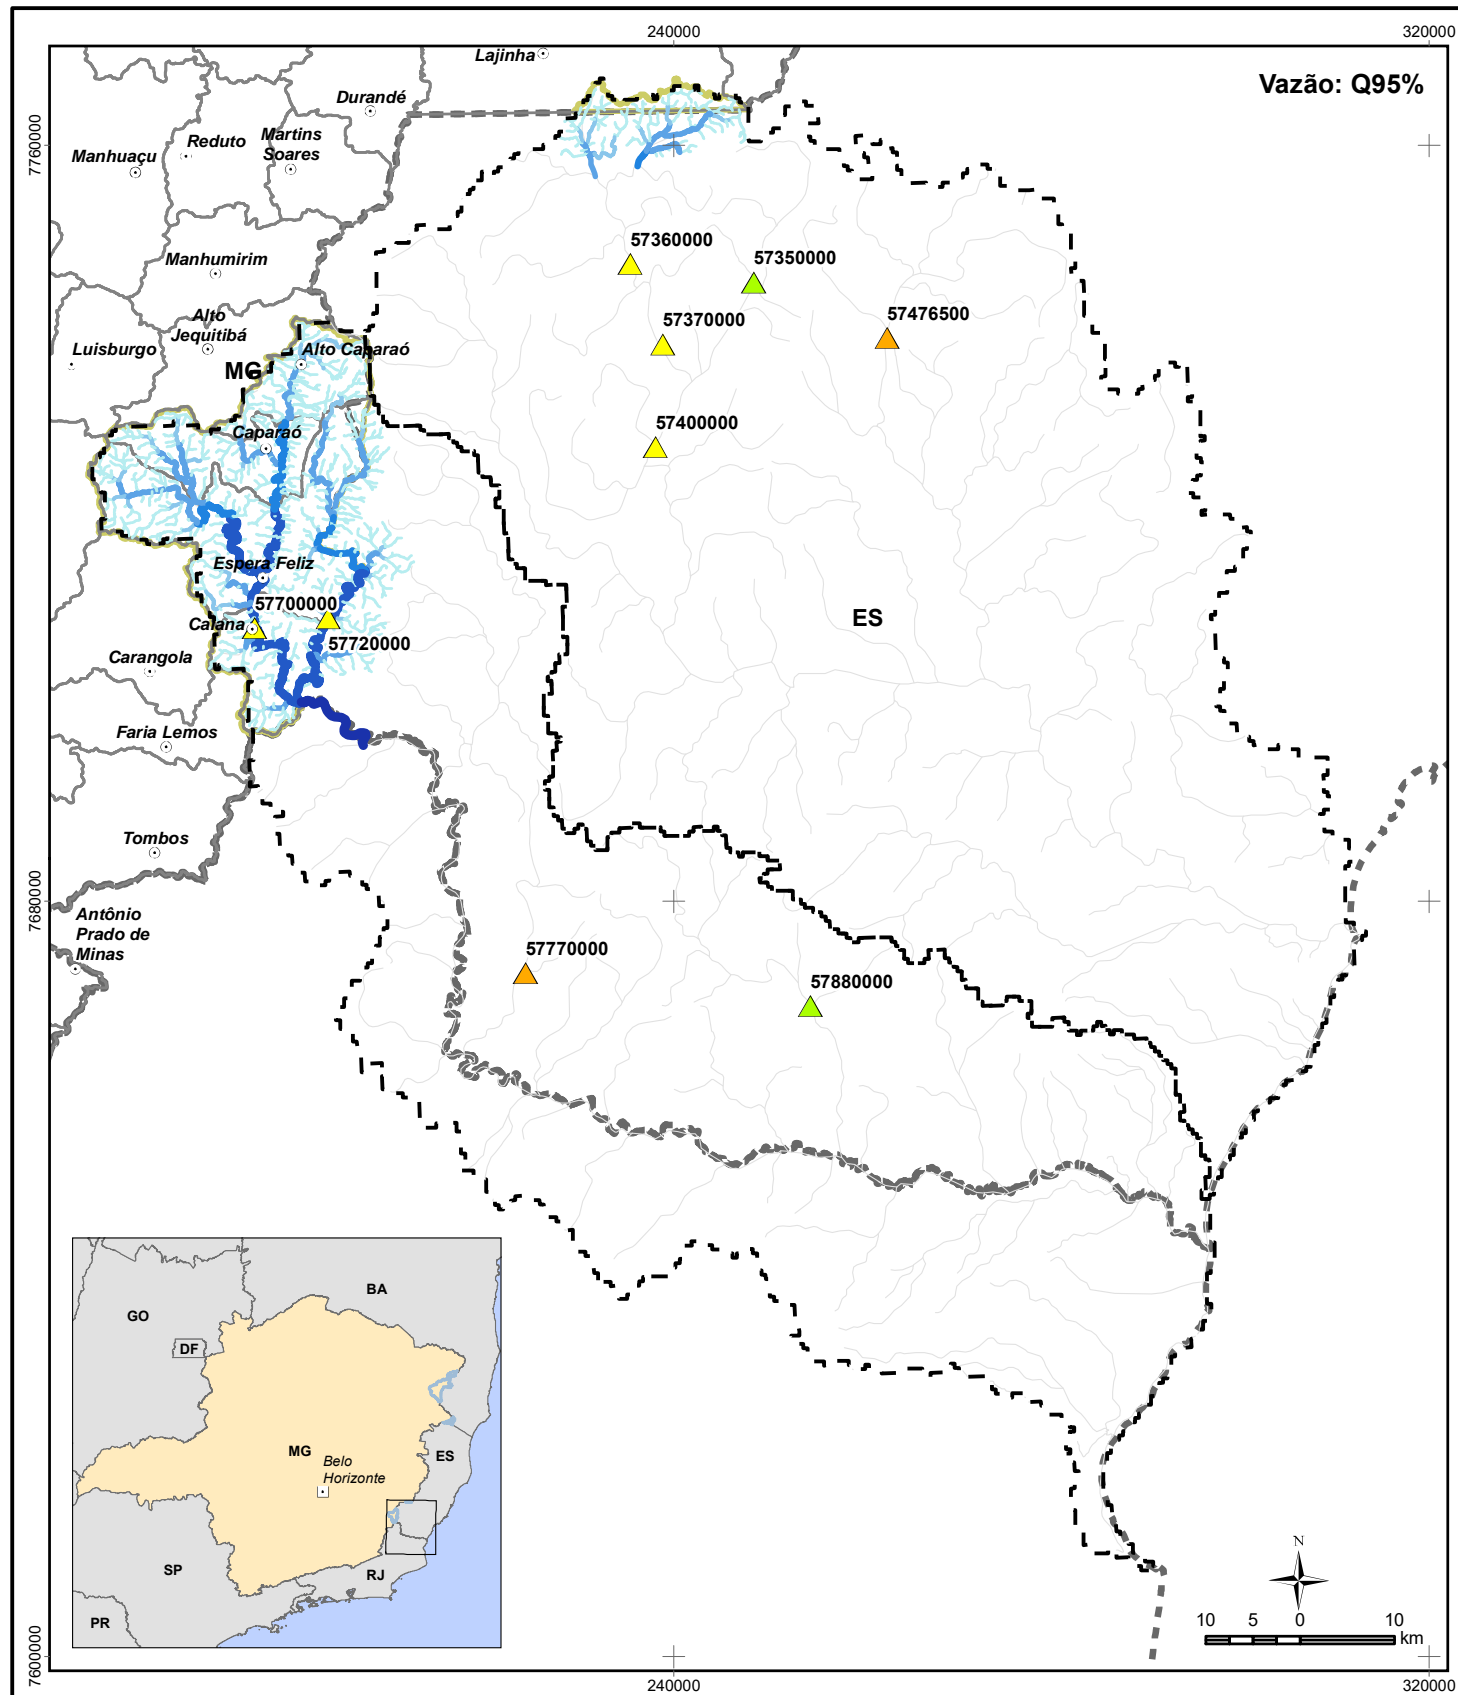 240000
320000
Lajinha
Vazão: Q95%
Durandé
7760000
Reduto
Martins
Soares
Manhuaçu
57360000
57350000
Manhumirim
57476500
57370000
Alto
Jequitibá
Luisburgo
Alto Caparaó
MG
57400000
Caparaó
Espera Feliz
57700000
ES
Caiana
57720000
Carangola
Faria Lemos
Tombos
7680000
Antônio
Prado de
Minas
57770000
57880000
BA
GO
DF
MG
ES
Belo
Horizonte
SP
RJ
PR
N
10 5 0 10
km
7600000
240000
320000